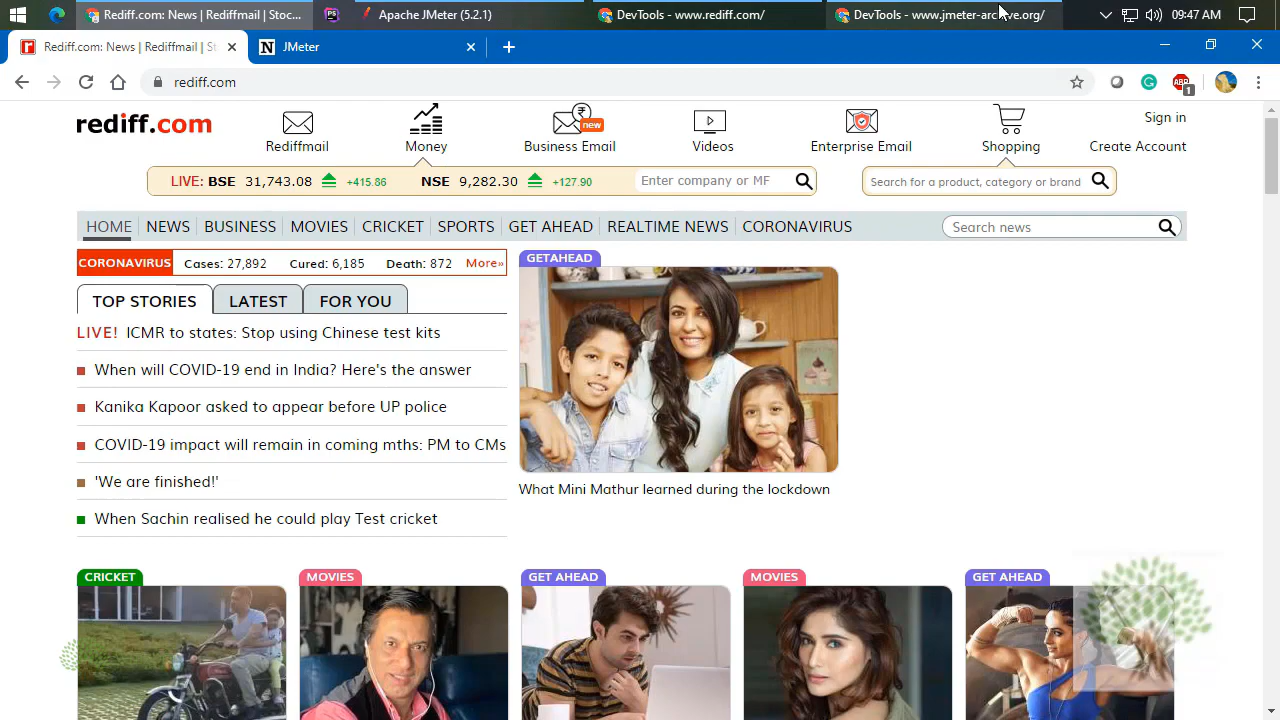 Rediff.com: News | Rediffmail | Stoc...
Apache JMeter (5.2.1)
DevTools - www.rediff.com/
DevTools - www.jmeter-archive.org/
09:47 AM
Rediff.com: News | Rediffmail | St
JMeter
rediff.com
ABP
1
rediff.com
Rediffmail
Money
new
Business Email
Videos
Enterprise Email
Shopping
Sign in
Create Account
LIVE: BSE 31,743.08 +415.86 NSE 9,282.30 +127.90
Enter company or MF
Search for a product, category or brand
HOME NEWS BUSINESS MOVIES CRICKET SPORTS GET AHEAD REALTIME NEWS CORONAVIRUS
Search news
CORONAVIRUS Cases: 27,892 Cured: 6,185 Death: 872 More»
TOP STORIES LATEST FOR YOU
LIVE! ICMR to states: Stop using Chinese test kits
When will COVID-19 end in India? Here's the answer
Kanika Kapoor asked to appear before UP police
COVID-19 impact will remain in coming mths: PM to CMs
'We are finished!'
When Sachin realised he could play Test cricket
GETAHEAD
What Mini Mathur learned during the lockdown
CRICKET
MOVIES
GET AHEAD
MOVIES
GET AHEAD